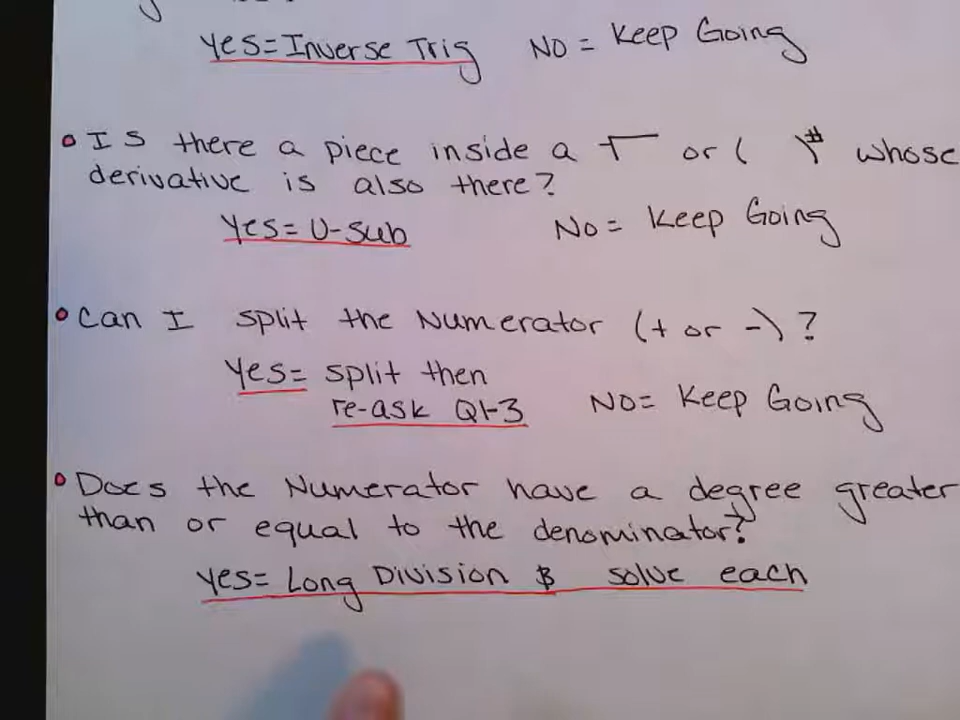 Yes = Inverse Trig No = Keep Going
Is there a piece inside a √ or ( )# whose
derivative is also there?
Yes = U-Sub No = Keep Going
Can I split the Numerator (+ or -)?
Yes = split then
re-ask Q1-3 No = Keep Going
Does the Numerator have a degree greater
than or equal to the denominator?
Yes = Long Division & solve each